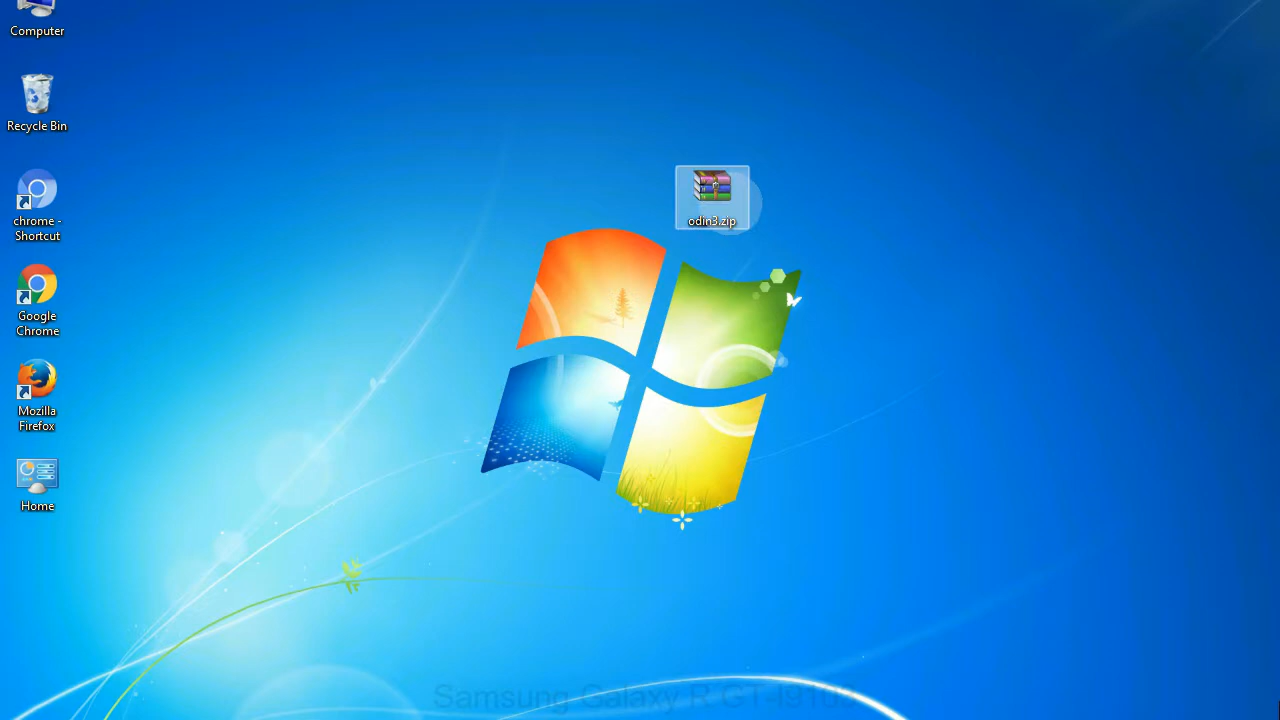 Computer
Recycle Bin
chrome -
Shortcut
Google
Chrome
Mozilla
Firefox
Home
odin3.zip
Samsung Galaxy R